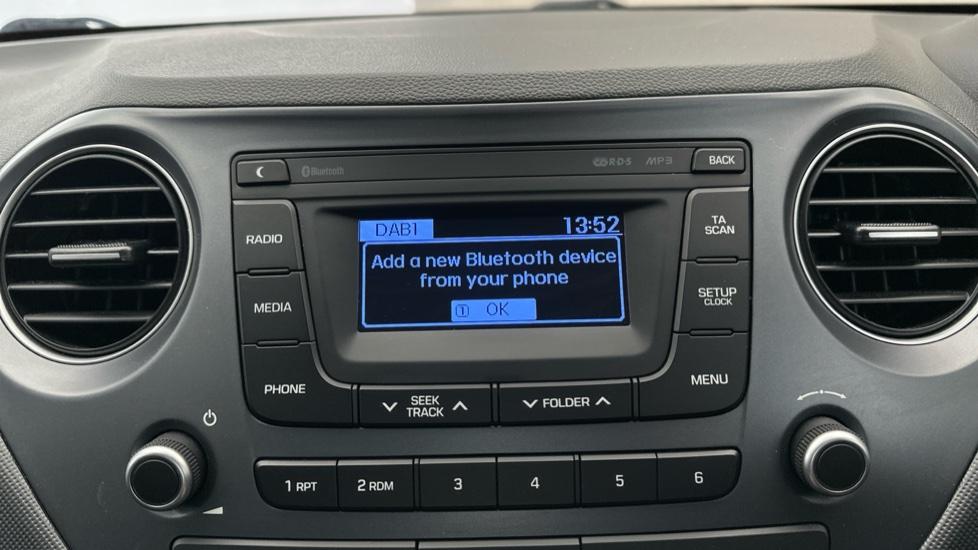 Bluetooth
RDS
MP3
BACK
DAB1
13:52
RADIO
TA
SCAN
Add a new Bluetooth device
from your phone
1 OK
MEDIA
SETUP
CLOCK
PHONE
SEEK
TRACK
FOLDER
MENU
1 RPT
2 RDM
3
4
5
6